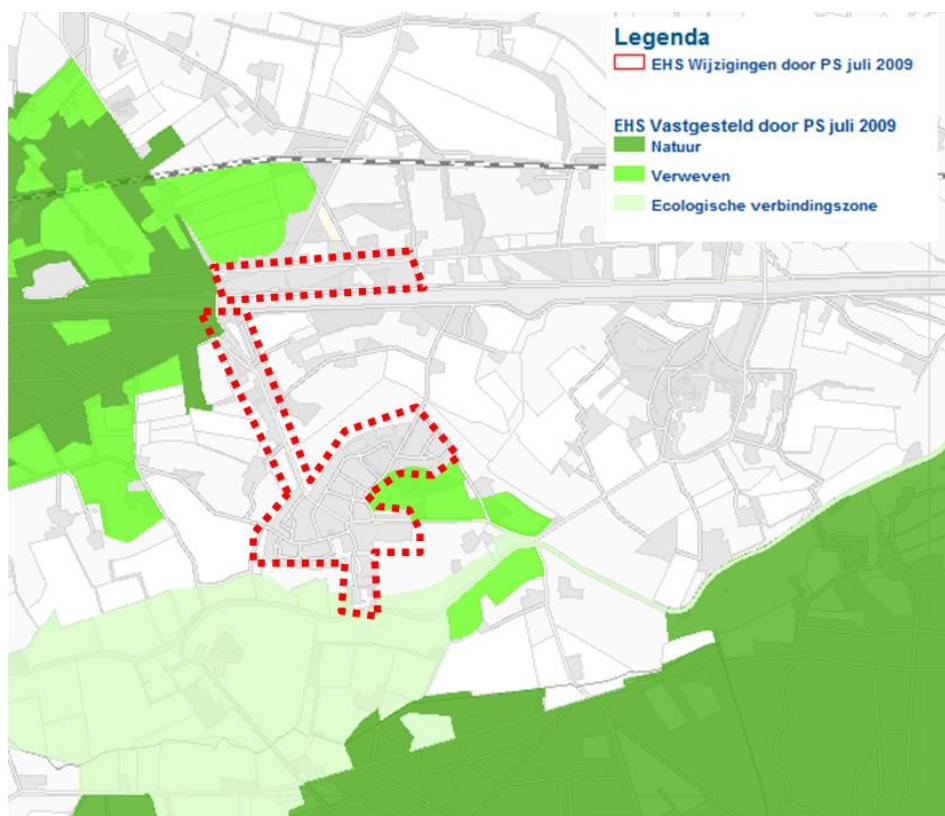 Legenda
EHS Wijzigingen door PS juli 2009
EHS Vastgesteld door PS juli 2009
Natuur
Verweven
Ecologische verbindingszone